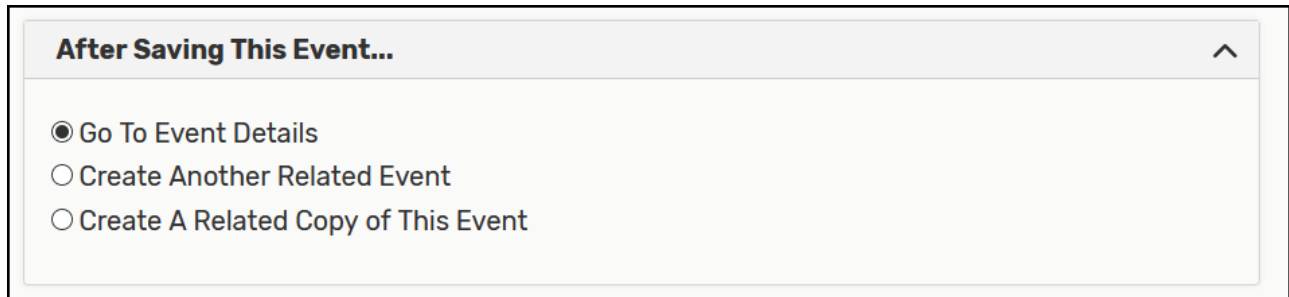 After Saving This Event...
Go To Event Details
Create Another Related Event
Create A Related Copy of This Event